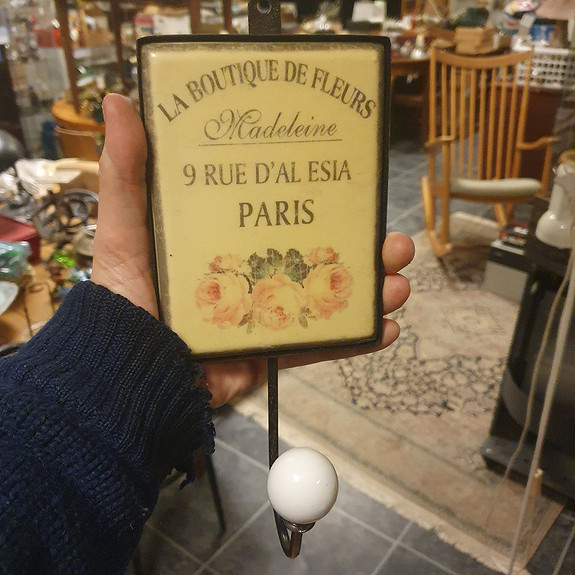 LA BOUTIQUE DE FLEURS
Madeleine
9 RUE D'AL ESIA
PARIS